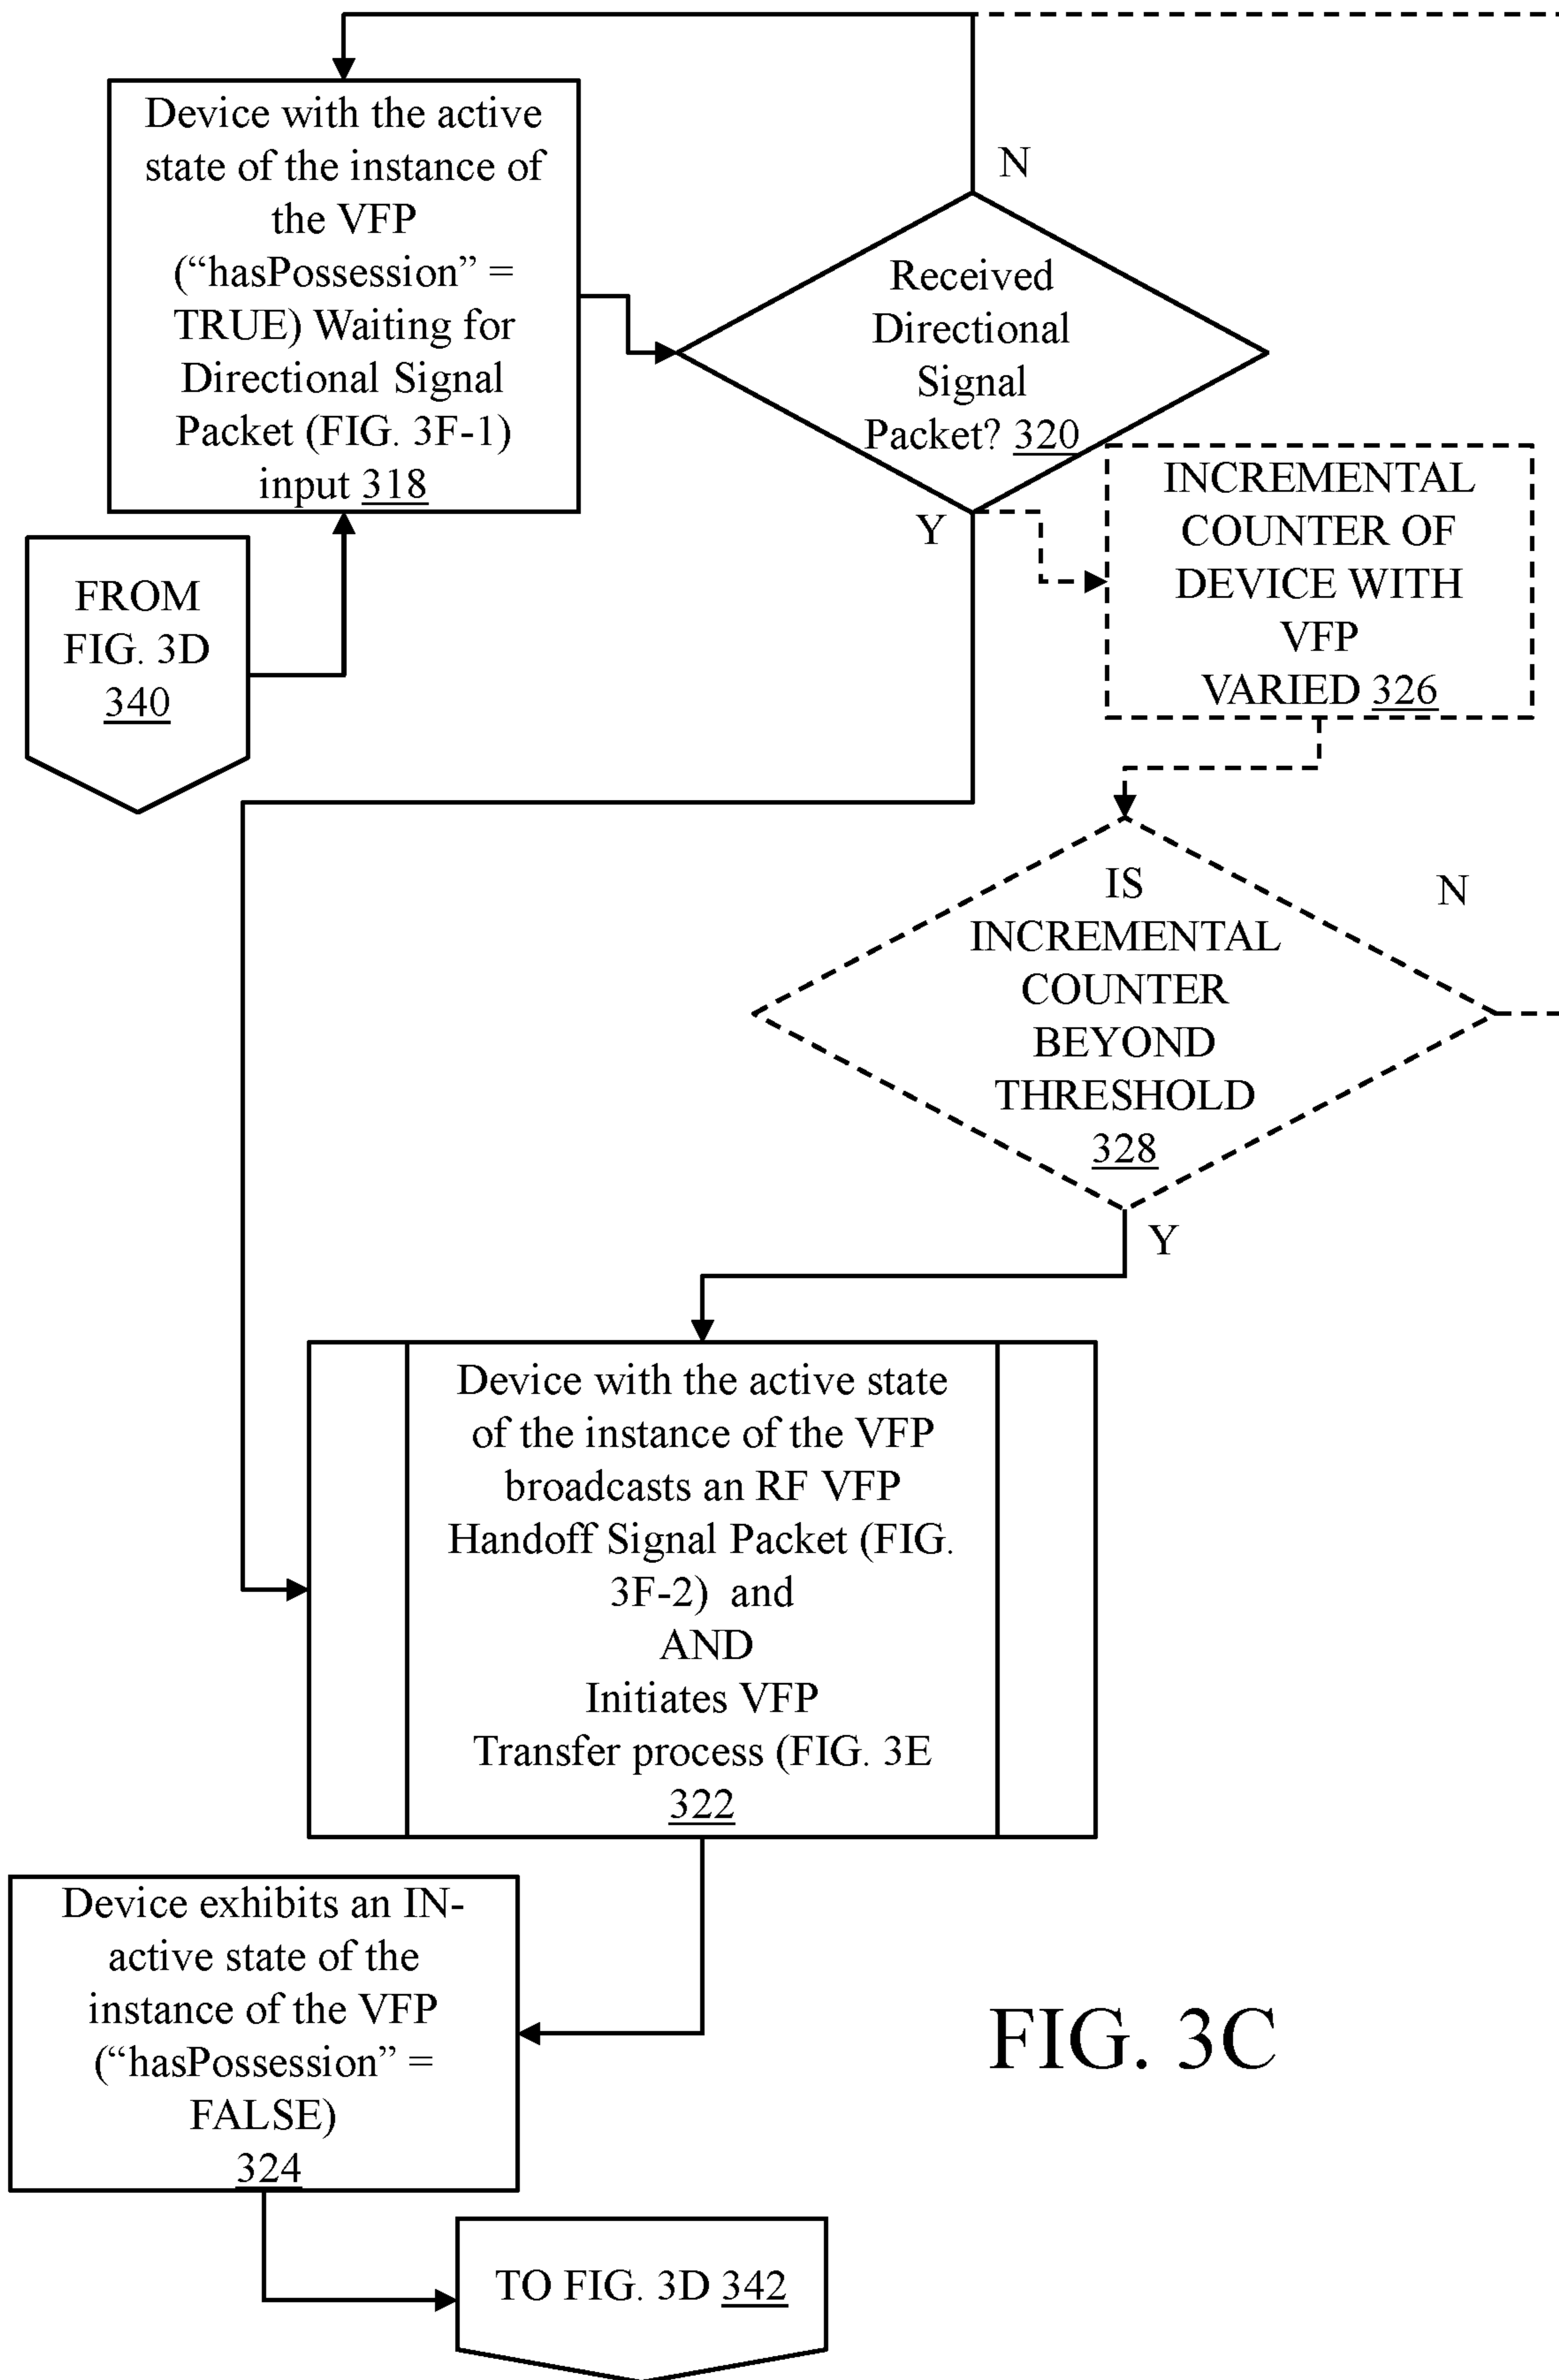 Device with the active
state of the instance of
the VFP
(“hasPossession” =
TRUE) Waiting for
Directional Signal
Packet (FIG. 3F-1)
input 318
N
Received
Directional
Signal
Packet? 320
Y
FROM
FIG. 3D
340
INCREMENTAL
COUNTER OF
DEVICE WITH
VFP
VARIED 326
IS
INCREMENTAL
COUNTER
BEYOND
THRESHOLD
328
N
Y
Device with the active state
of the instance of the VFP
broadcasts an RF VFP
Handoff Signal Packet (FIG.
3F-2) and
AND
Initiates VFP
Transfer process (FIG. 3E
322
Device exhibits an IN-
active state of the
instance of the VFP
(“hasPossession” =
FALSE)
324
TO FIG. 3D 342
FIG. 3C